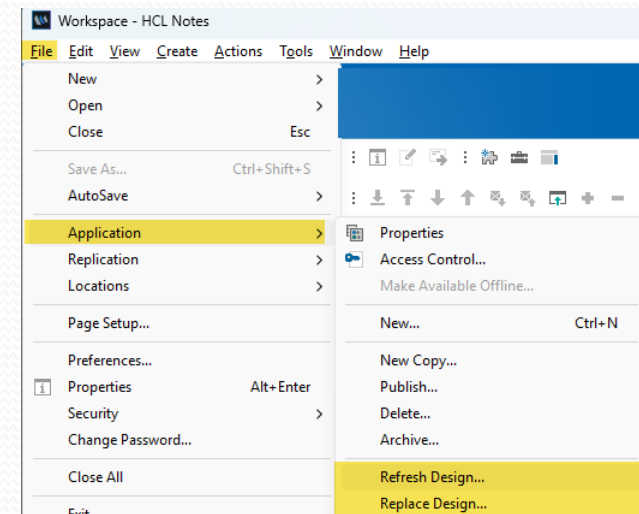 Workspace - HCL Notes
File Edit View Create Actions Tools Window Help
New
Open
Close Esc
Save As... Ctrl+Shift+S
AutoSave
Application
Replication
Locations
Page Setup...
Preferences...
Properties Alt+Enter
Security
Change Password...
Close All
Exit
Properties
Access Control...
Make Available Offline...
New... Ctrl+N
New Copy...
Publish...
Delete...
Archive...
Refresh Design...
Replace Design...